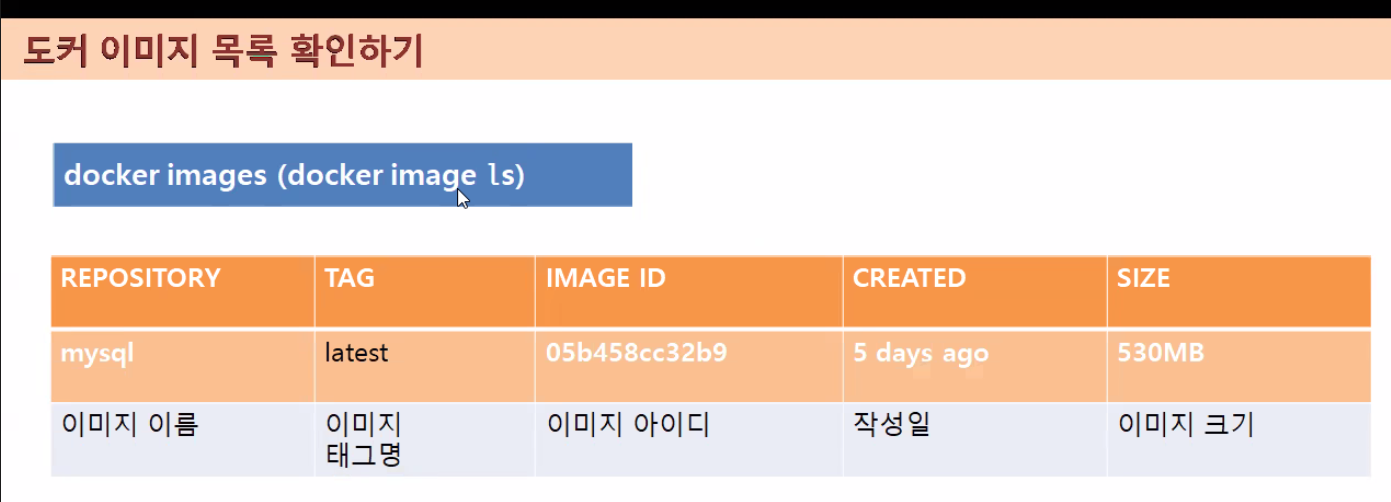 도커 이미지 목록 확인하기
docker images (docker image ls)
REPOSITORY TAG IMAGE ID CREATED SIZE
mysql latest 05b458cc32b9 5 days ago 530MB
이미지 이름 이미지 태그명 이미지 아이디 작성일 이미지 크기